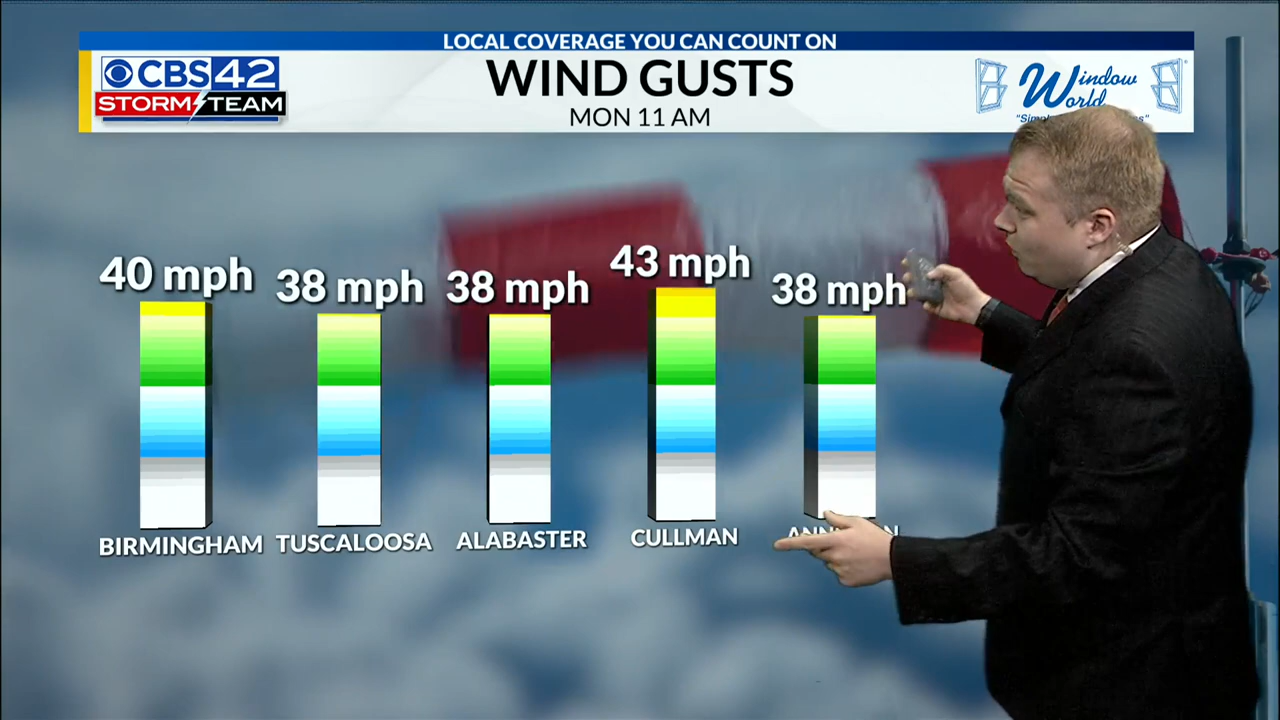 LOCAL COVERAGE YOU CAN COUNT ON
CBS42
STORM TEAM
WIND GUSTS
MON 11 AM
Window
World
40 mph
38 mph
38 mph
43 mph
38 mph
BIRMINGHAM
TUSCALOOSA
ALABASTER
CULLMAN